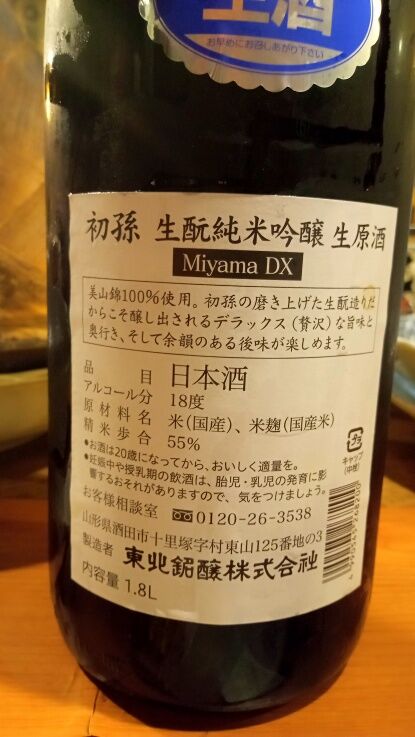 生酒
お早めにお召しあがり下さい
初孫 生酛純米吟醸 生原酒
Miyama DX
美山錦100%使用。初孫の磨き上げた生酛造りだ
からこそ醸し出されるデラックス(贅沢)な旨味と
奥行き、そして余韻のある後味が楽しめます。
品目 日本酒
アルコール分 18度
原材料名 米(国産)、米麹(国産米)
精米歩合 55%
●お酒は20歳になってから、おいしく適量を。
●妊娠中や授乳期の飲酒は、胎児・乳児の発育に影
響するおそれがありますので、気をつけましょう。
お客様相談室 0120-26-3538
山形県酒田市十里塚字村東山125番地の3
製造者 東北銘醸株式会社
内容量 1.8L
プラ
キャップ
(中栓)